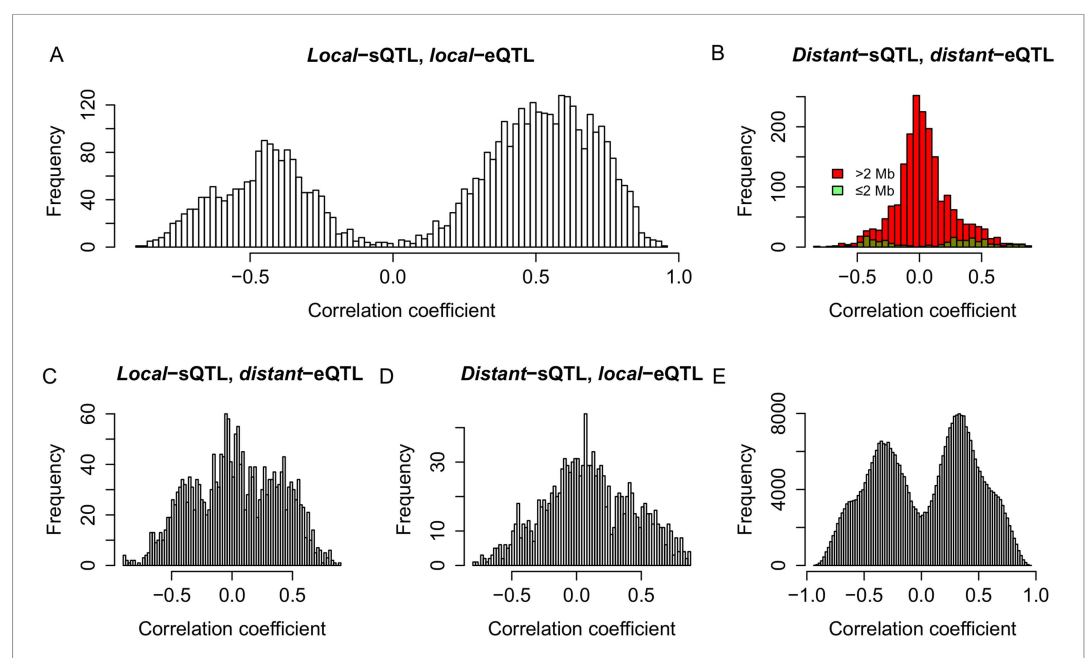 A
Local−sQTL, local−eQTL
Frequency
120
80
40
0
−0.5
0.0
0.5
1.0
Correlation coefficient
B
Distant−sQTL, distant−eQTL
Frequency
200
100
0
>2 Mb
≤2 Mb
−0.5
0.0
0.5
Correlation coefficient
C
Local−sQTL, distant−eQTL
Frequency
60
40
20
0
−0.5
0.0
0.5
Correlation coefficient
D
Distant−sQTL, local−eQTL
Frequency
30
10
0
−0.5
0.0
0.5
Correlation coefficient
E
Frequency
8000
4000
0
−1.0
−0.5
0.0
0.5
1.0
Correlation coefficient